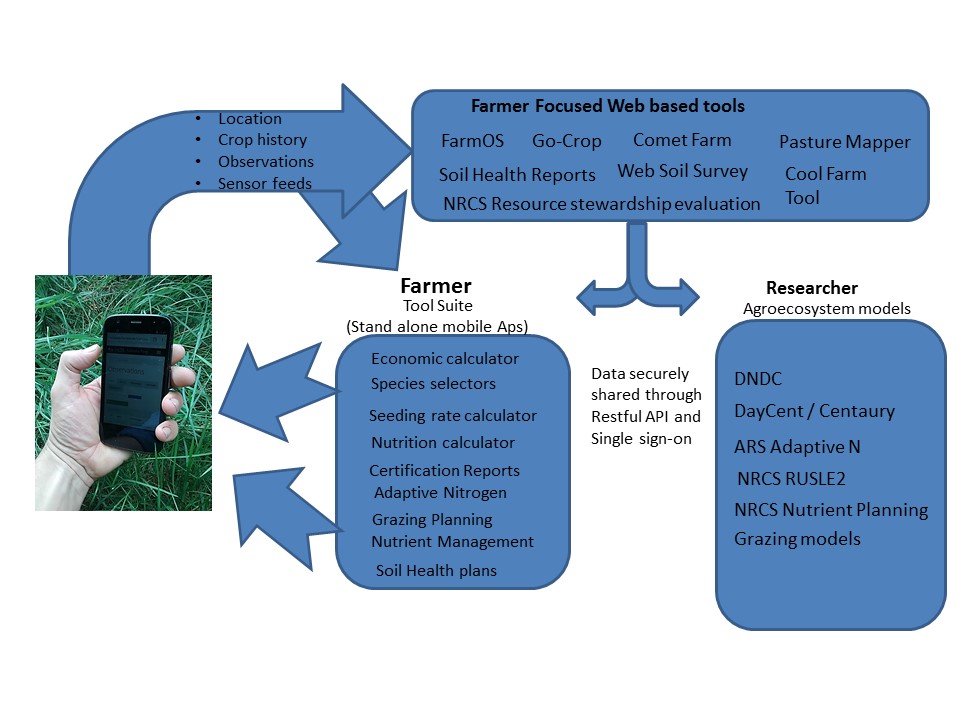 • Location
• Crop history
• Observations
• Sensor feeds
Farmer Focused Web based tools
FarmOS Go-Crop Comet Farm Pasture Mapper
Soil Health Reports Web Soil Survey Cool Farm
Tool
NRCS Resource stewardship evaluation
Farmer
Tool Suite
(Stand alone mobile Aps)
Economic calculator
Species selectors
Seeding rate calculator
Nutrition calculator
Certification Reports
Adaptive Nitrogen
Grazing Planning
Nutrient Management
Soil Health plans
Data securely
shared through
Restful API and
Single sign-on
Researcher
Agroecosystem models
DNDC
DayCent / Centaury
ARS Adaptive N
NRCS RUSLE2
NRCS Nutrient Planning
Grazing models